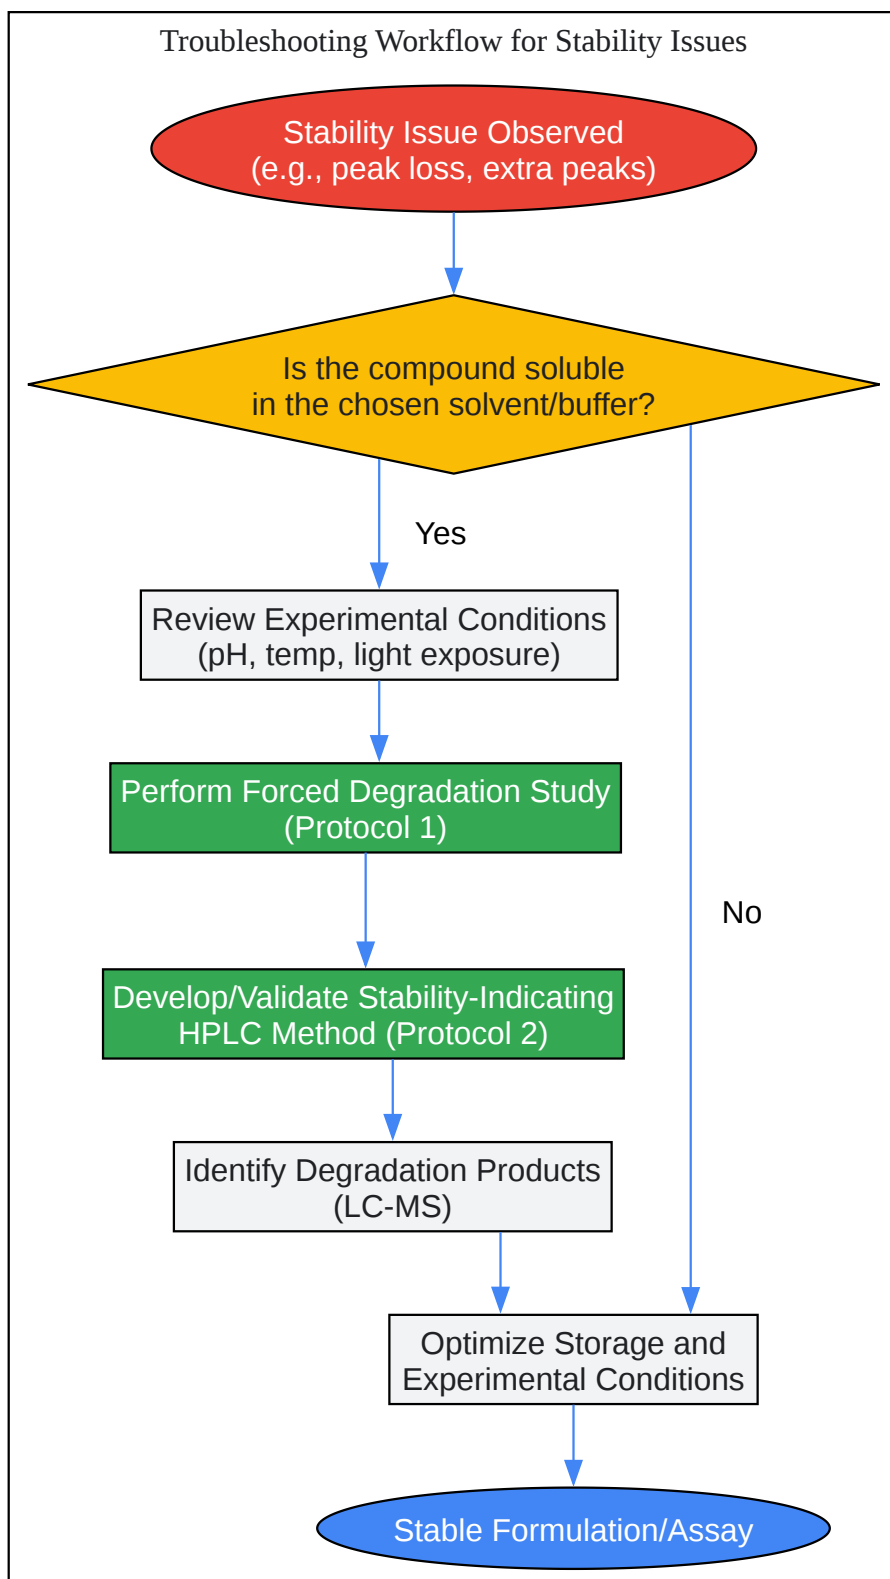 Troubleshooting Workflow for Stability Issues
Stability Issue Observed
(e.g., peak loss, extra peaks)
Is the compound soluble
in the chosen solvent/buffer?
Yes
Review Experimental Conditions
(pH, temp, light exposure)
Perform Forced Degradation Study
(Protocol 1)
No
Develop/Validate Stability-Indicating
HPLC Method (Protocol 2)
Identify Degradation Products
(LC-MS)
Optimize Storage and
Experimental Conditions
Stable Formulation/Assay